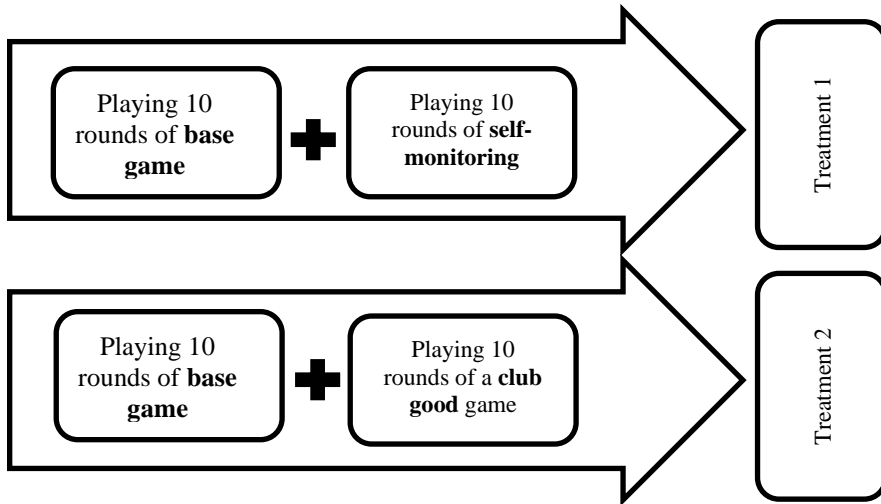 Playing 10
rounds of base
game
Playing 10
rounds of self-
monitoring
Treatment 1
Playing 10
rounds of base
game
Playing 10
rounds of a club
good game
Treatment 2